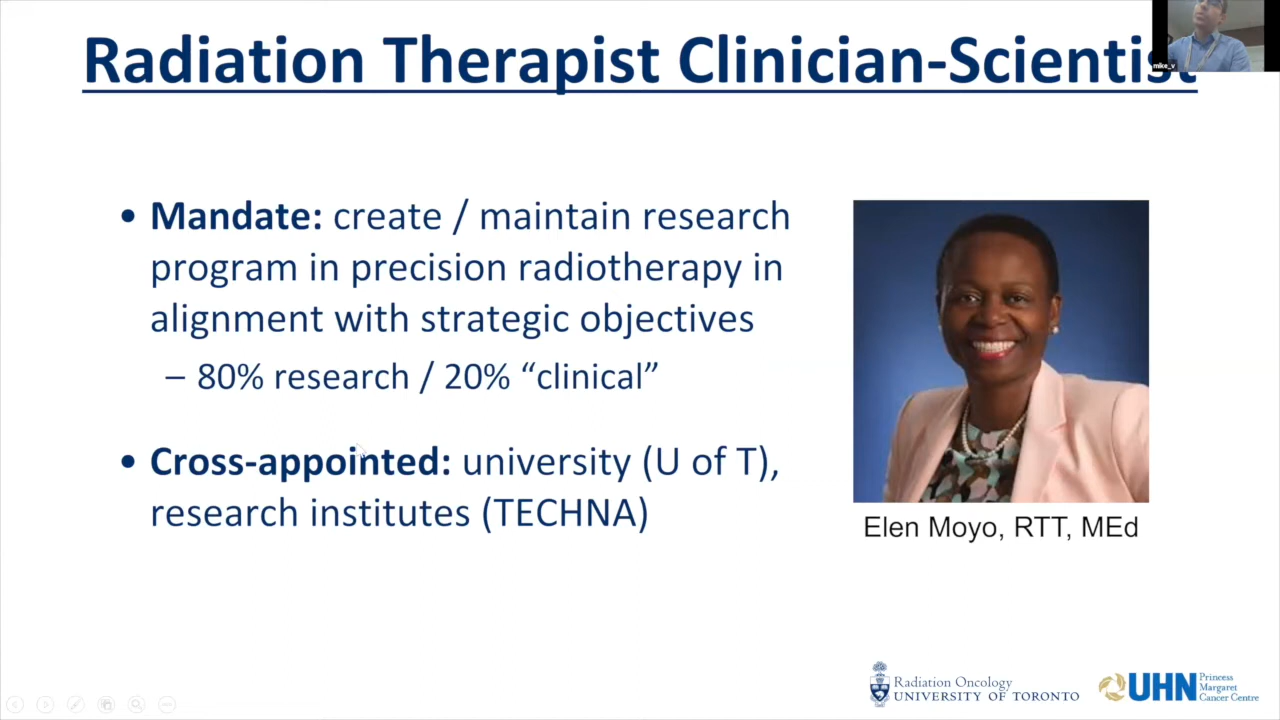 Radiation Therapist Clinician-Scientist
mike_v
• Mandate: create / maintain research
program in precision radiotherapy in
alignment with strategic objectives
– 80% research / 20% “clinical”
• Cross-appointed: university (U of T),
research institutes (TECHNA)
Elen Moyo, RTT, MEd
Radiation Oncology
UNIVERSITY OF TORONTO
UHN
Princess
Margaret
Cancer Centre